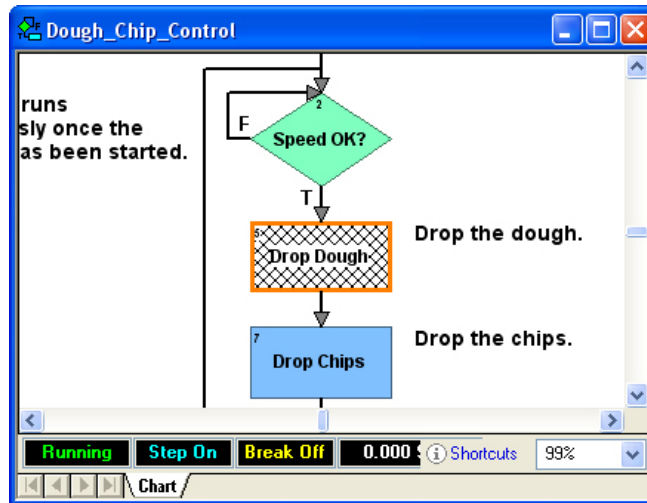 Dough_Chip_Control
runs
sly once the
as been started.
2
F
Speed OK?
T
5
Drop Dough
Drop the dough.
7
Drop Chips
Drop the chips.
Running Step On Break Off 0.000 Shortcuts 99%
Chart